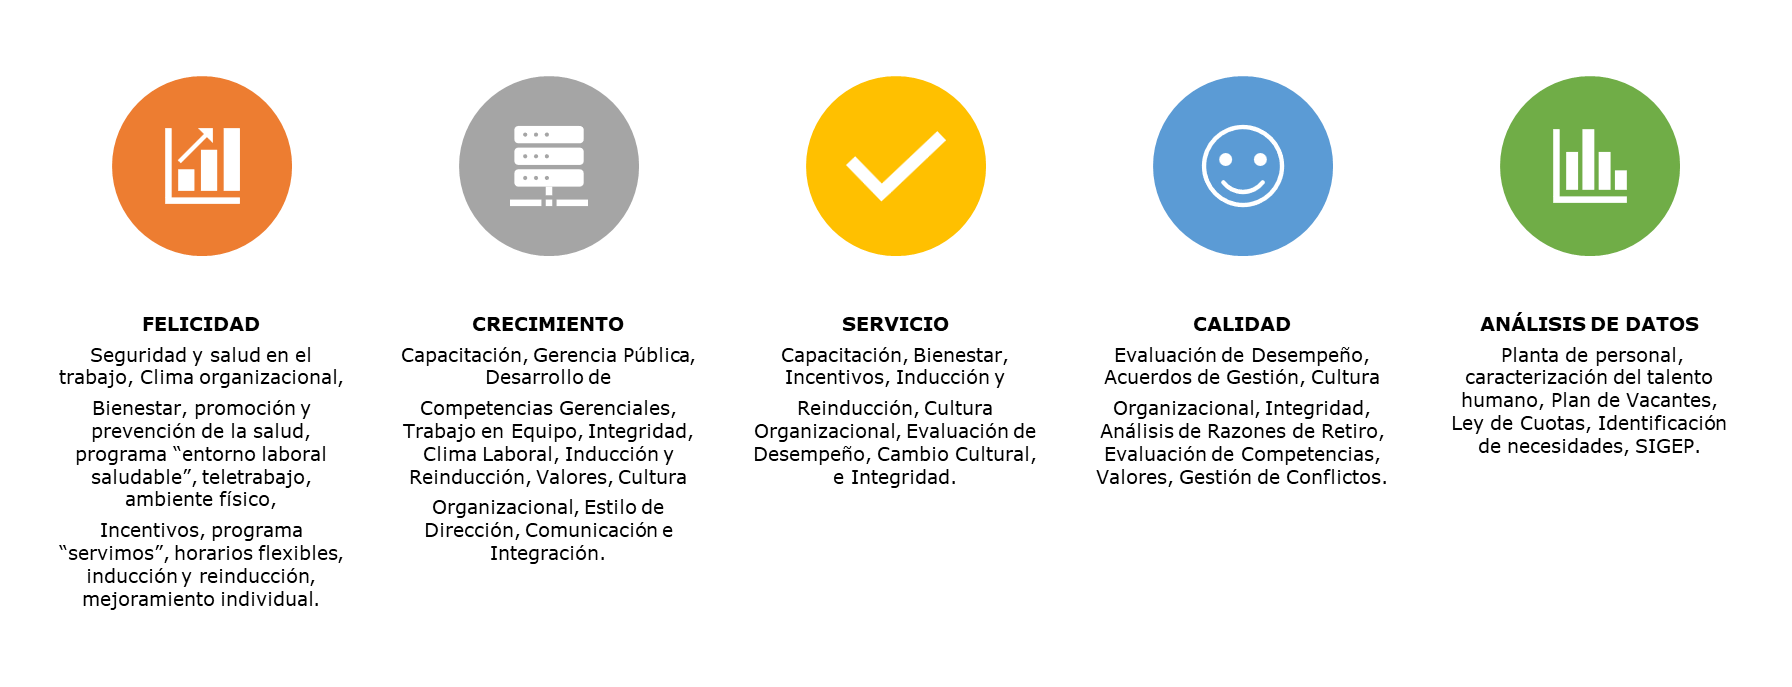 FELICIDAD
Seguridad y salud en el
trabajo, Clima organizacional,
Bienestar, promoción y
prevención de la salud,
programa “entorno laboral
saludable”, teletrabajo,
ambiente físico,
Incentivos, programa
“servimos”, horarios flexibles,
inducción y reinducción,
mejoramiento individual.
CRECIMIENTO
Capacitación, Gerencia Pública,
Desarrollo de
Competencias Gerenciales,
Trabajo en Equipo, Integridad,
Clima Laboral, Inducción y
Reinducción, Valores, Cultura
Organizacional, Estilo de
Dirección, Comunicación e
Integración.
SERVICIO
Capacitación, Bienestar,
Incentivos, Inducción y
Reinducción, Cultura
Organizacional, Evaluación de
Desempeño, Cambio Cultural,
e Integridad.
CALIDAD
Evaluación de Desempeño,
Acuerdos de Gestión, Cultura
Organizacional, Integridad,
Análisis de Razones de Retiro,
Evaluación de Competencias,
Valores, Gestión de Conflictos.
ANÁLISIS DE DATOS
Planta de personal,
caracterización del talento
humano, Plan de Vacantes,
Ley de Cuotas, Identificación
de necesidades, SIGEP.